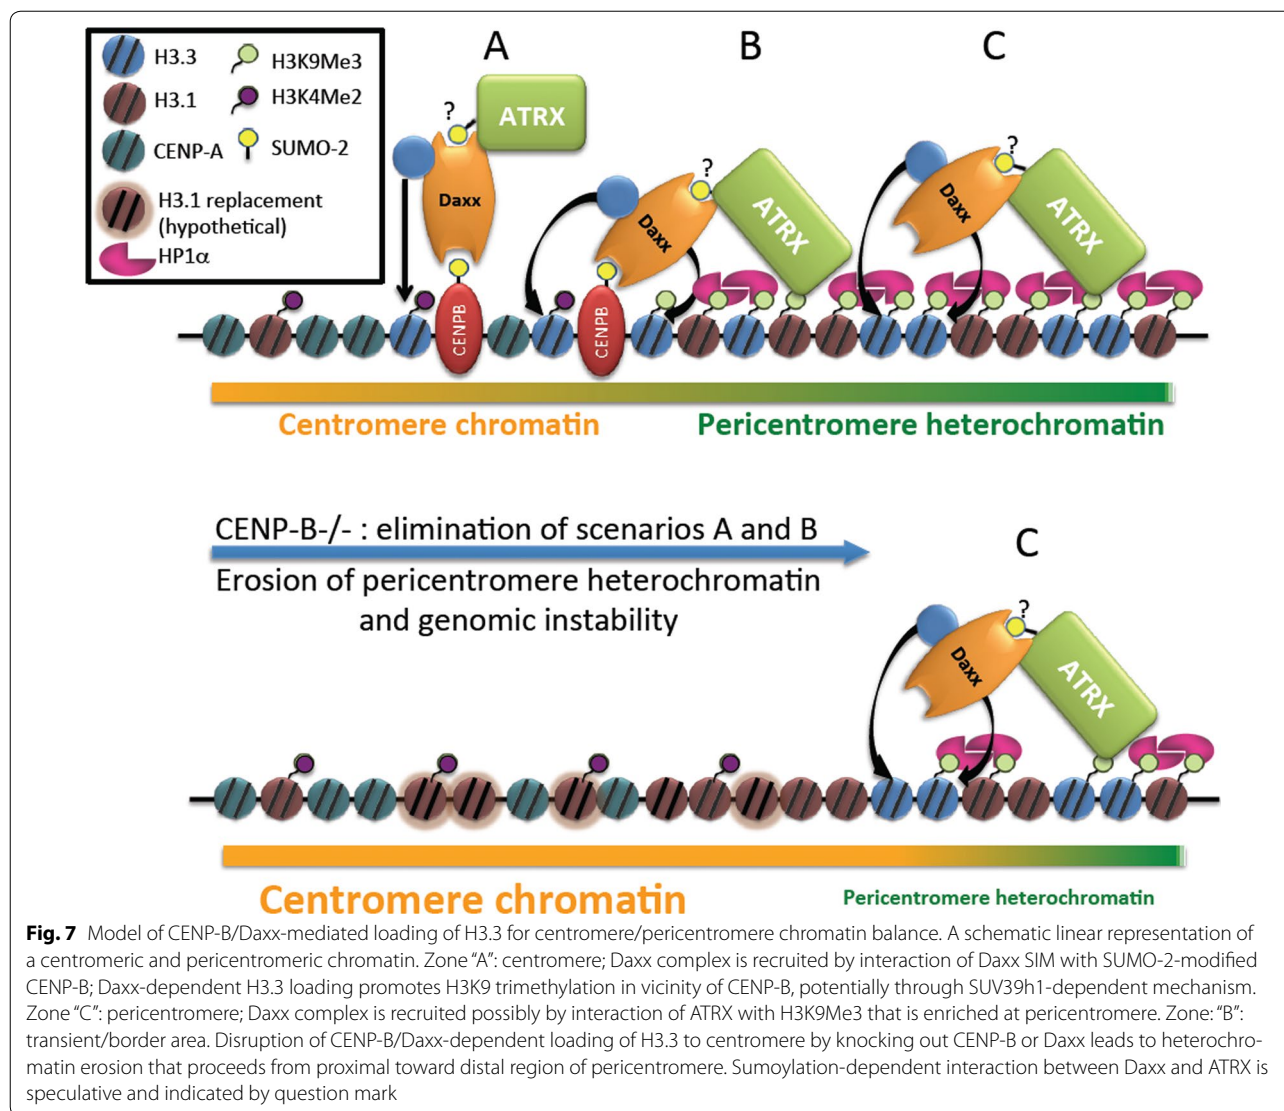 H3.3
H3.1
CENP-A
H3K9Me3
H3K4Me2
SUMO-2
H3.1 replacement
(hypothetical)
HP1α
A
B
C
?
ATRX
Daxx
CENPB
?
ATRX
Daxx
CENPB
?
ATRX
Daxx
Centromere chromatin
Pericentromere heterochromatin
CENP-B-/- : elimination of scenarios A and B
Erosion of pericentromere heterochromatin
and genomic instability
C
?
Daxx
ATRX
Centromere chromatin
Pericentromere heterochromatin
Fig. 7 Model of CENP-B/Daxx-mediated loading of H3.3 for centromere/pericentromere chromatin balance. A schematic linear representation of
a centromeric and pericentromeric chromatin. Zone “A”: centromere; Daxx complex is recruited by interaction of Daxx SIM with SUMO-2-modified
CENP-B; Daxx-dependent H3.3 loading promotes H3K9 trimethylation in vicinity of CENP-B, potentially through SUV39h1-dependent mechanism.
Zone “C”: pericentromere; Daxx complex is recruited possibly by interaction of ATRX with H3K9Me3 that is enriched at pericentromere. Zone: “B”:
transient/border area. Disruption of CENP-B/Daxx-dependent loading of H3.3 to centromere by knocking out CENP-B or Daxx leads to heterochro-
matin erosion that proceeds from proximal toward distal region of pericentromere. Sumoylation-dependent interaction between Daxx and ATRX is
speculative and indicated by question mark